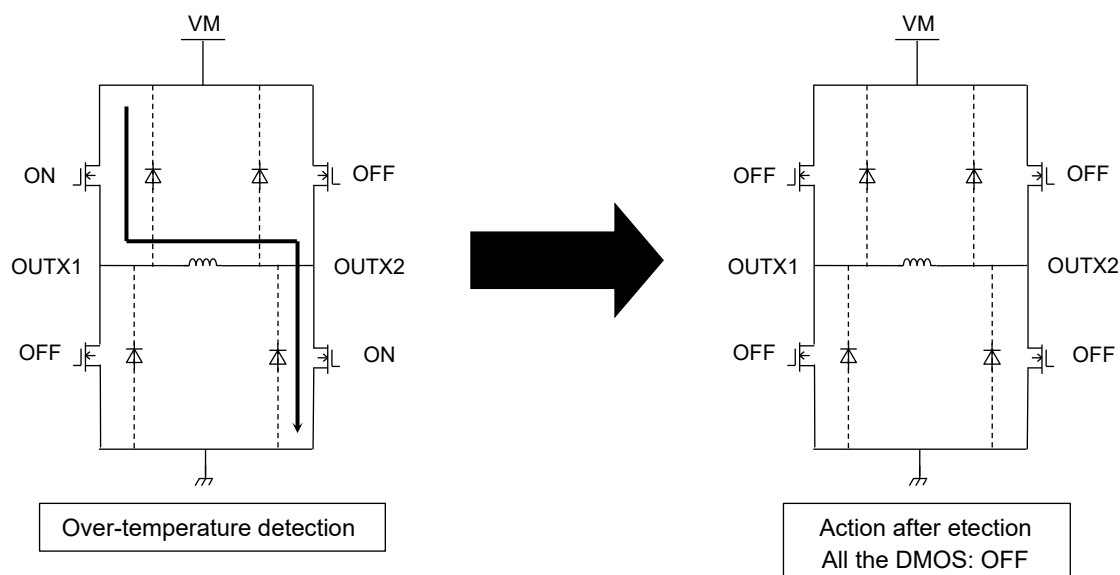 VM
VM
ON
OFF
OFF
OFF
OUTX1
OUTX2
OUTX1
OUTX2
OFF
ON
OFF
OFF
Over-temperature detection
Action after etection
All the DMOS: OFF